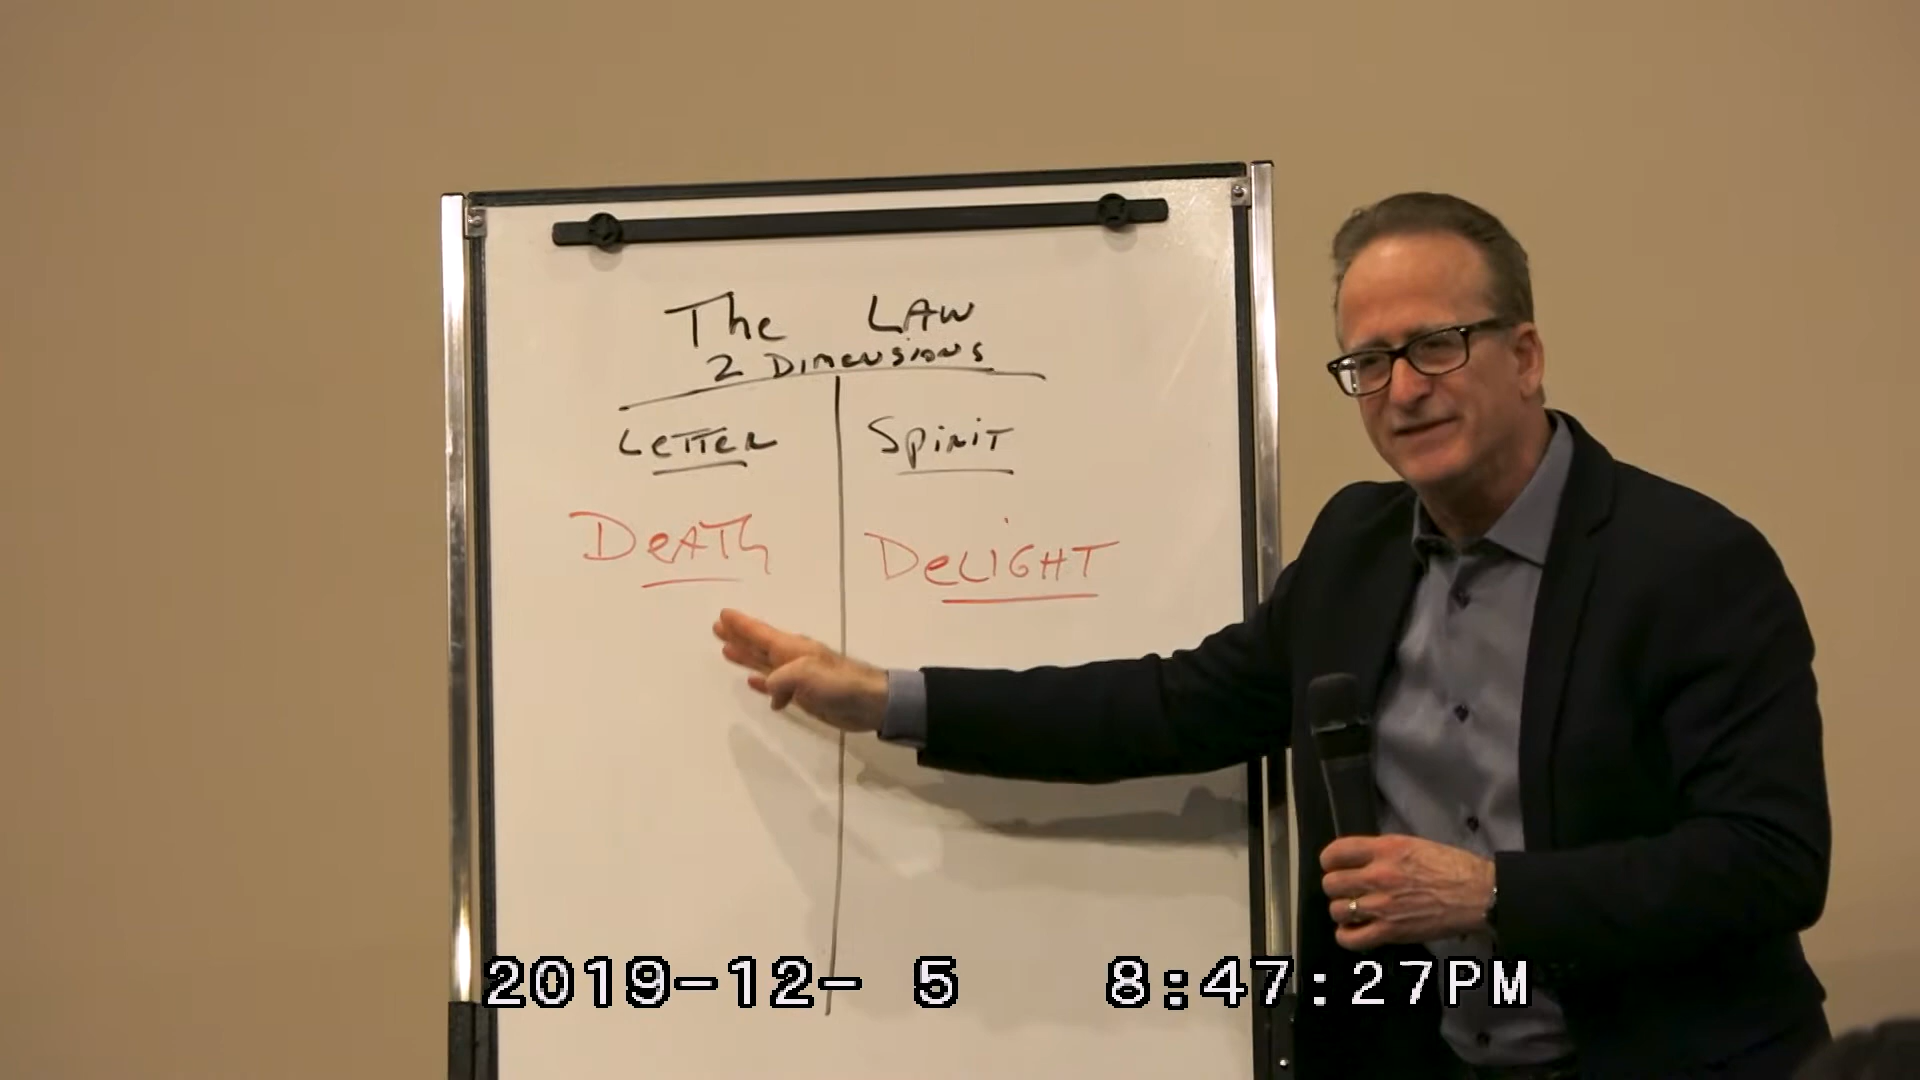 The LAW
2 Dimensions
Letter Spirit
Death DeLIGHT
2019-12- 5 8:47:27PM